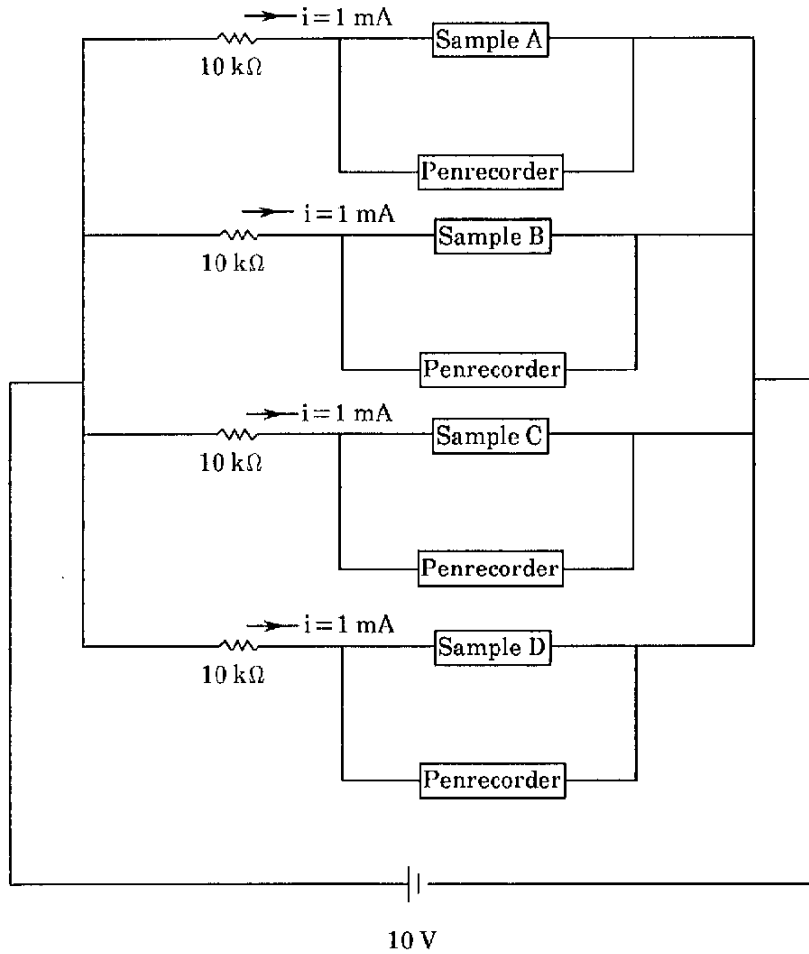 i = 1 mA
10 kΩ
Sample A
Penrecorder
i = 1 mA
10 kΩ
Sample B
Penrecorder
i = 1 mA
10 kΩ
Sample C
Penrecorder
i = 1 mA
10 kΩ
Sample D
Penrecorder
10 V